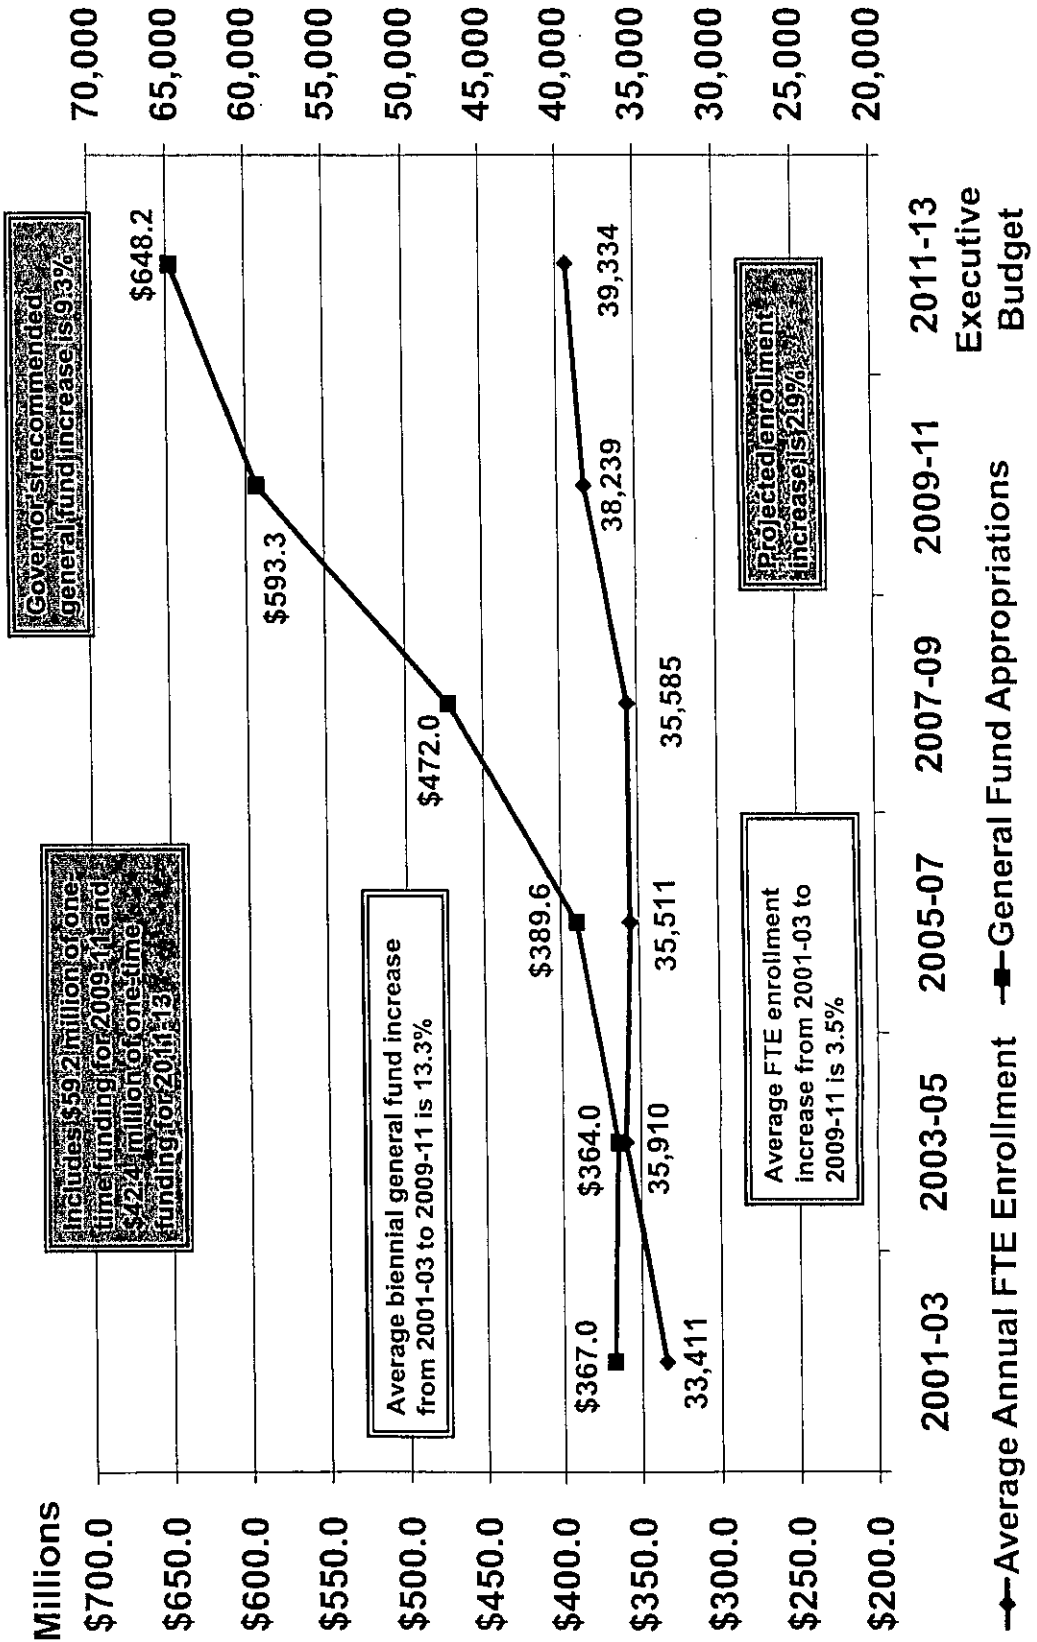 Millions
$700.0
$650.0
$600.0
$550.0
$500.0
$450.0
$400.0
$350.0
$300.0
$250.0
$200.0
Includes $59.2 million of one-
time funding for 2009-11 and
$42.4 million of one-time
funding for 2011-13
Governor's recommended
general fund increase is 9.3%
Average biennial general fund increase
from 2001-03 to 2009-11 is 13.3%
$367.0
$364.0
$389.6
$472.0
$593.3
$648.2
33,411
35,910
35,511
35,585
38,239
39,334
Average FTE enrollment
increase from 2001-03 to
2009-11 is 3.5%
Projected enrollment
increase is 2.9%
70,000
65,000
60,000
55,000
50,000
45,000
40,000
35,000
30,000
25,000
20,000
2001-03
2003-05
2005-07
2007-09
2009-11
2011-13
Executive
Budget
Average Annual FTE Enrollment
General Fund Appropriations